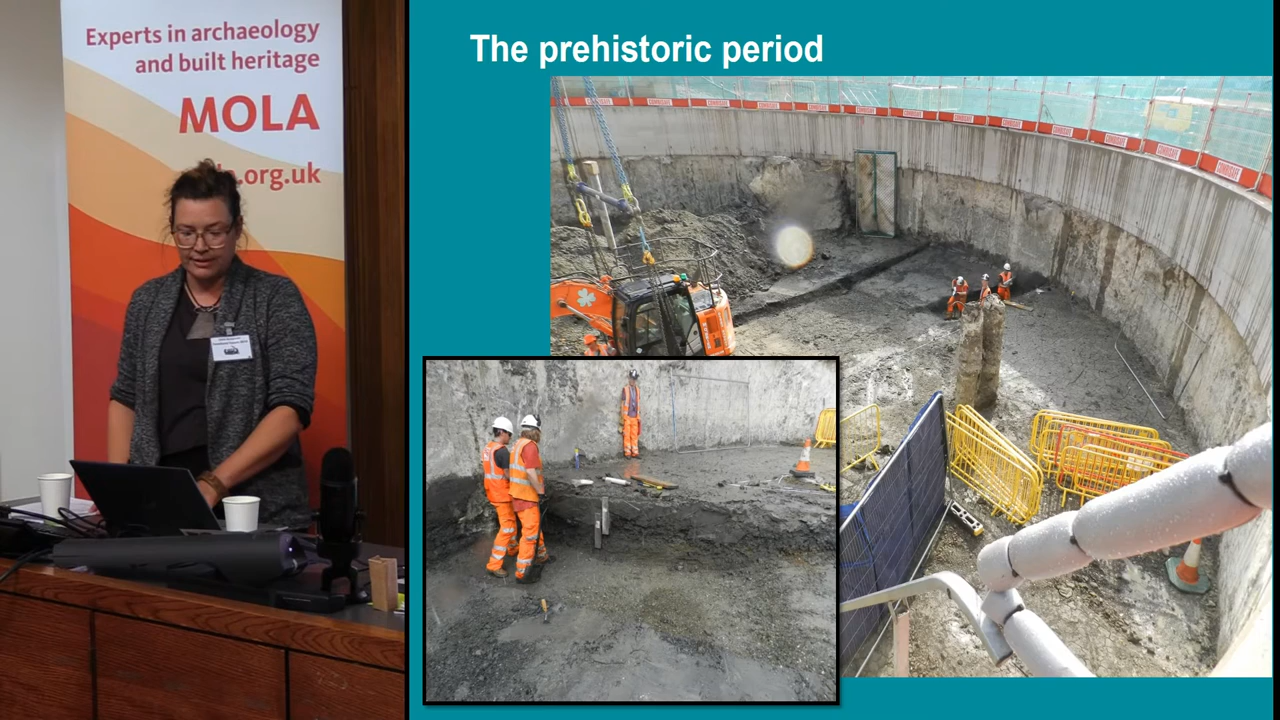 Experts in archaeology
and built heritage
MOLA
.org.uk
The prehistoric period